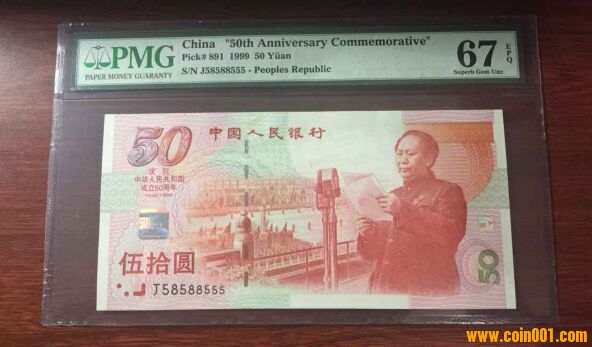 PMG
PAPER MONEY GUARANTY
China "50th Anniversary Commemorative"
Pick# 891 1999 50 Yüan
S/N J58588555 - Peoples Republic
67 EPQ
Superb Gem Unc
50
中国人民银行
庆祝
中华人民共和国
成立50周年
1949-1999
伍拾圆
J58588555
50
www.coin001.com